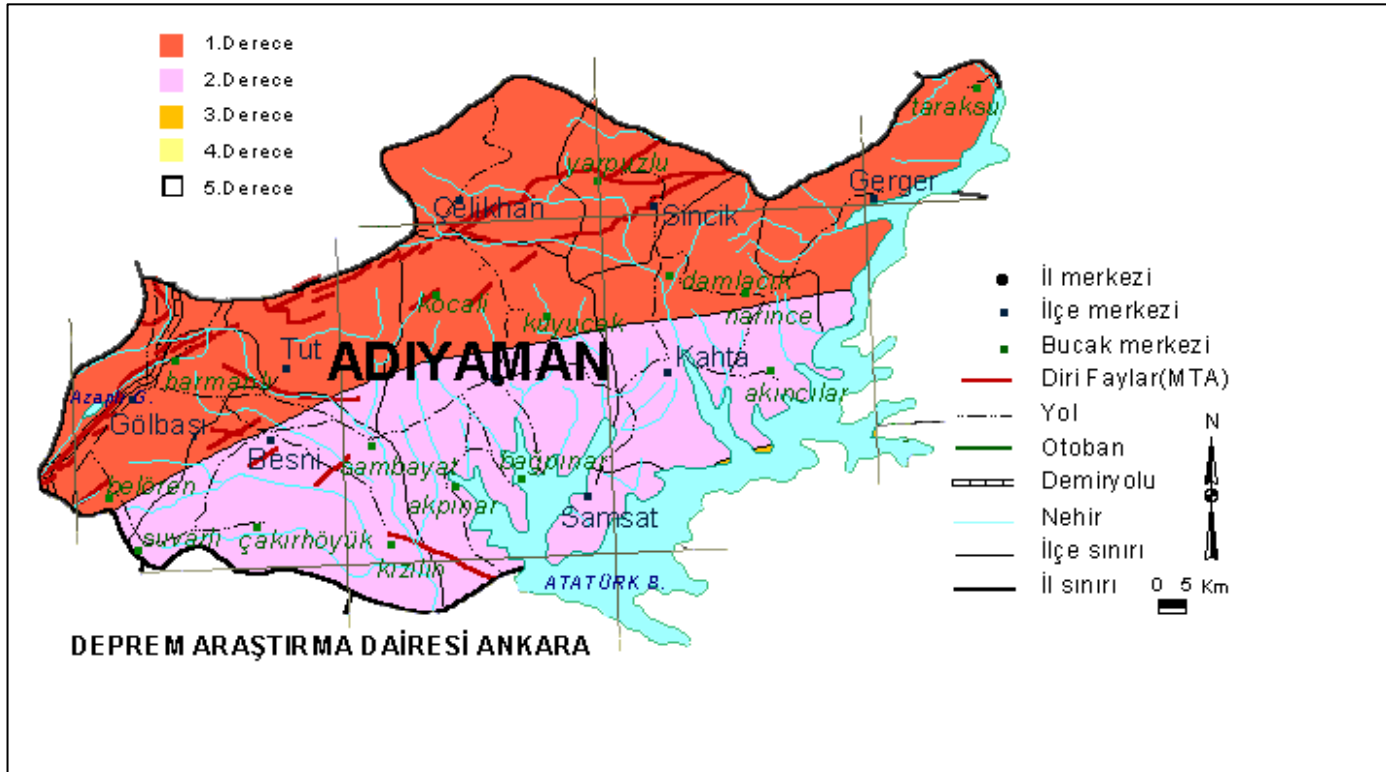 1.Derece
2.Derece
3.Derece
4.Derece
5.Derece
taraksu
yarpuzlu
Gerger
Çelikhan
Sincik
damlacık
kocali
narince
kuyucak
Tut
ADIYAMAN
Kahta
harmanlı
akıncılar
Azaplı G.
Gölbaşı
Besni
sambayat
bağpınar
belören
akpınar
Samsat
suvarlı
çakırhöyük
kızılin
ATATÜRK B.
DEPREM ARAŞTIRMA DAİRESİ ANKARA
İl merkezi
İlçe merkezi
Bucak merkezi
Diri Faylar(MTA)
Yol
Otoban
Demiryolu
Nehir
İlçe sınırı
İl sınırı
N
0 5 Km